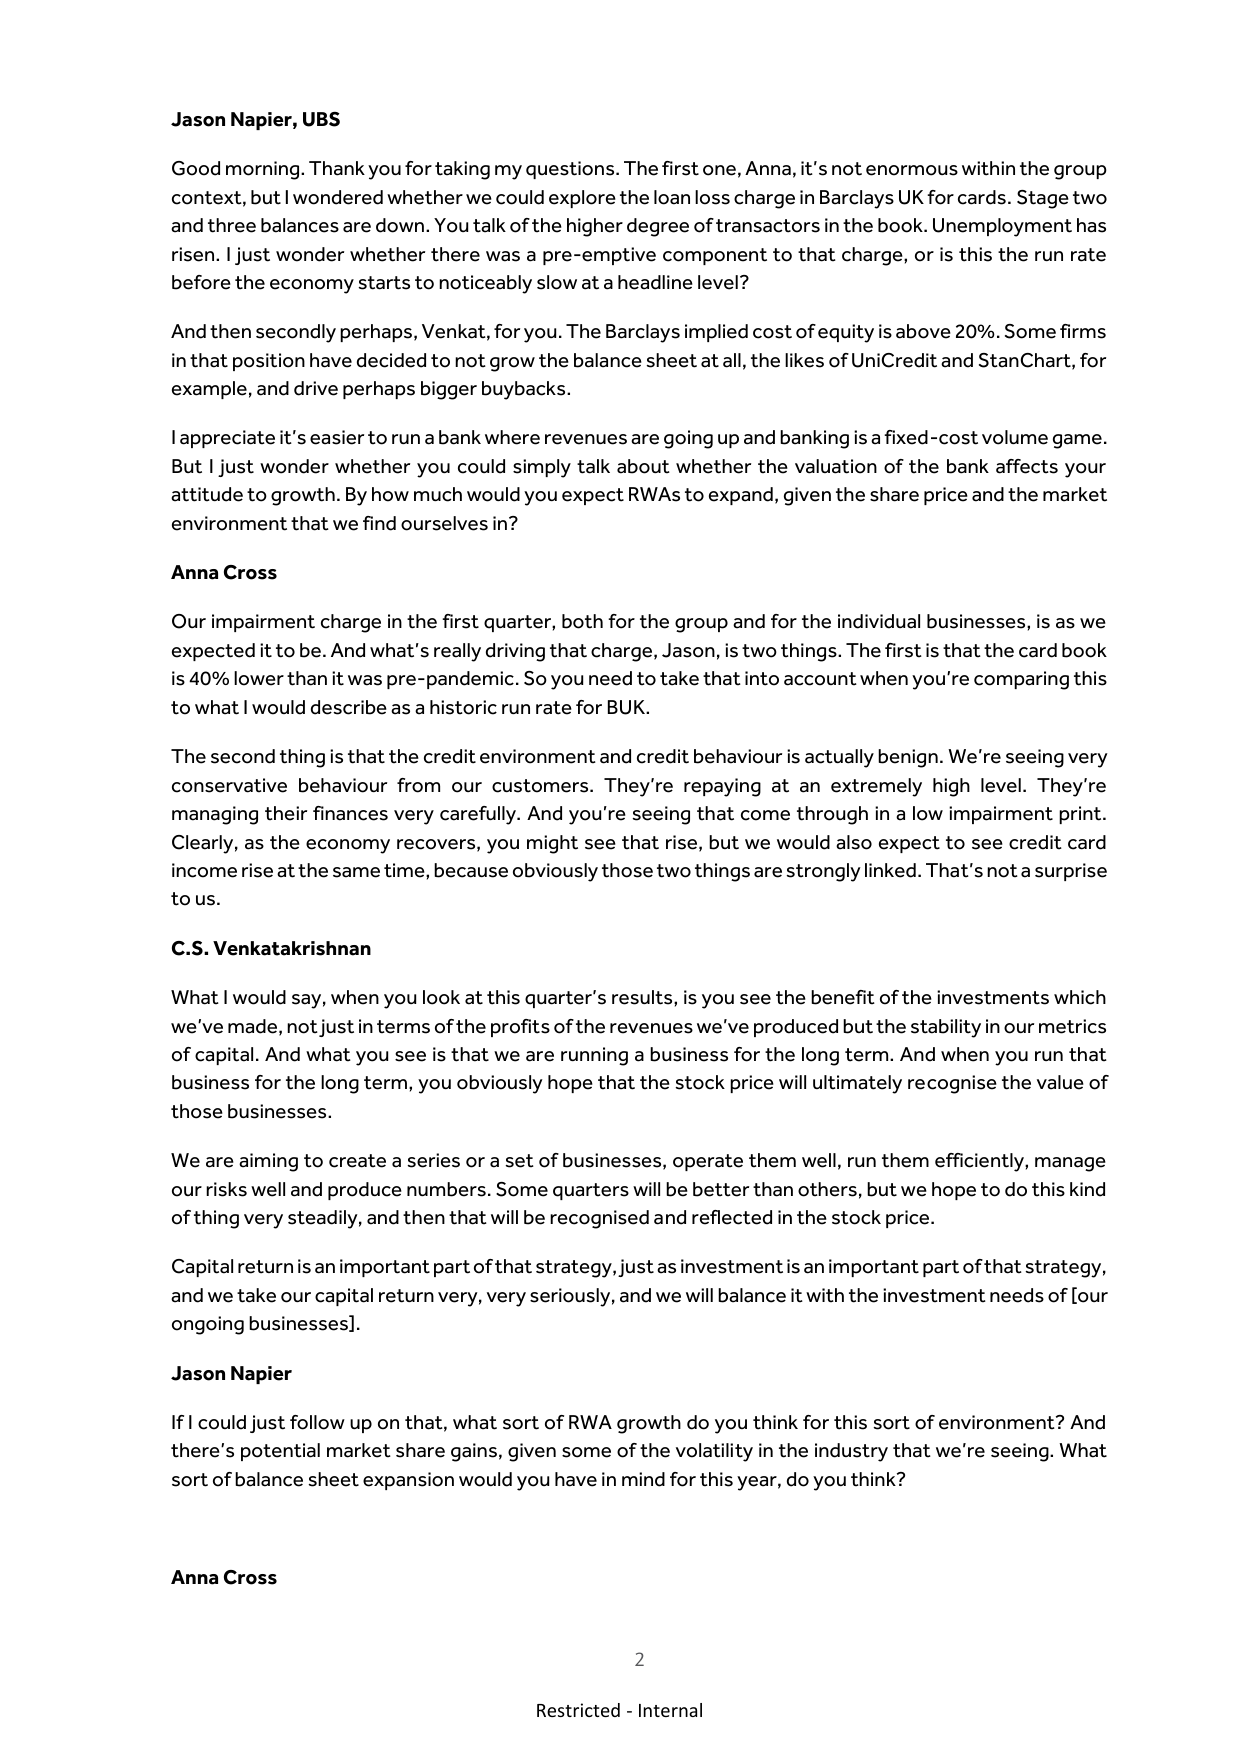 Jason Napier, UBS
Good morning. Thank you for taking my questions. The first one, Anna, it's not enormous within the group
context, but I wondered whether we could explore the loan loss charge in Barclays UK for cards. Stage two
and three balances are down. You talk of the higher degree of transactors in the book. Unemployment has
risen. I just wonder whether there was a pre-emptive component to that charge, or is this the run rate
before the economy starts to noticeably slow at a headline level?
And then secondly perhaps, Venkat, for you. The Barclays implied cost of equity is above 20%. Some firms
in that position have decided to not grow the balance sheet at all, the likes of UniCredit and StanChart, for
example, and drive perhaps bigger buybacks.
I appreciate it's easier to run a bank where revenues are going up and banking is a fixed-cost volume game.
But I just wonder whether you could simply talk about whether the valuation of the bank affects your
attitude to growth. By how much would you expect RWAs to expand, given the share price and the market
environment that we find ourselves in?
Anna Cross
Our impairment charge in the first quarter, both for the group and for the individual businesses, is as we
expected it to be. And what's really driving that charge, Jason, is two things. The first is that the card book
is 40% lower than it was pre-pandemic. So you need to take that into account when you're comparing this
to what I would describe as a historic run rate for BUK.
The second thing is that the credit environment and credit behaviour is actually benign. We're seeing very
conservative behaviour from our customers. They're repaying at an extremely high level. They're
managing their finances very carefully. And you're seeing that come through in a low impairment print.
Clearly, as the economy recovers, you might see that rise, but we would also expect to see credit card
income rise at the same time, because obviously those two things are strongly linked. That's not a surprise
to us.
C.S. Venkatakrishnan
What I would say, when you look at this quarter's results, is you see the benefit of the investments which
we've made, not just in terms of the profits of the revenues we've produced but the stability in our metrics
of capital. And what you see is that we are running a business for the long term. And when you run that
business for the long term, you obviously hope that the stock price will ultimately recognise the value of
those businesses.
We are aiming to create a series or a set of businesses, operate them well, run them efficiently, manage
our risks well and produce numbers. Some quarters will be better than others, but we hope to do this kind
of thing very steadily, and then that will be recognised and reflected in the stock price.
Capital return is an important part of that strategy, just as investment is an important part of that strategy,
and we take our capital return very, very seriously, and we will balance it with the investment needs of [our
ongoing businesses].
Jason Napier
If I could just follow up on that, what sort of RWA growth do you think for this sort of environment? And
there's potential market share gains, given some of the volatility in the industry that we're seeing. What
sort of balance sheet expansion would you have in mind for this year, do you think?
Anna Cross
2
Restricted - Internal